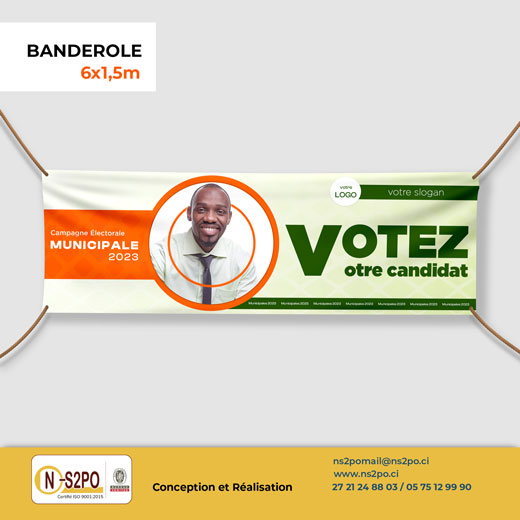 BANDEROLE
6x1,5m
votre
LOGO
votre slogan
Campagne Électorale
MUNICIPALE
2023
VOTEZ
otre candidat
Municipales 2023 Municipales 2023 Municipales 2023 Municipales 2023 Municipales 2023 Municipales 2023 Municipales 2023
N-S2PO
Certifié ISO 9001:2015
Conception et Réalisation
ns2pomail@ns2po.ci
www.ns2po.ci
27 21 24 88 03 / 05 75 12 99 90